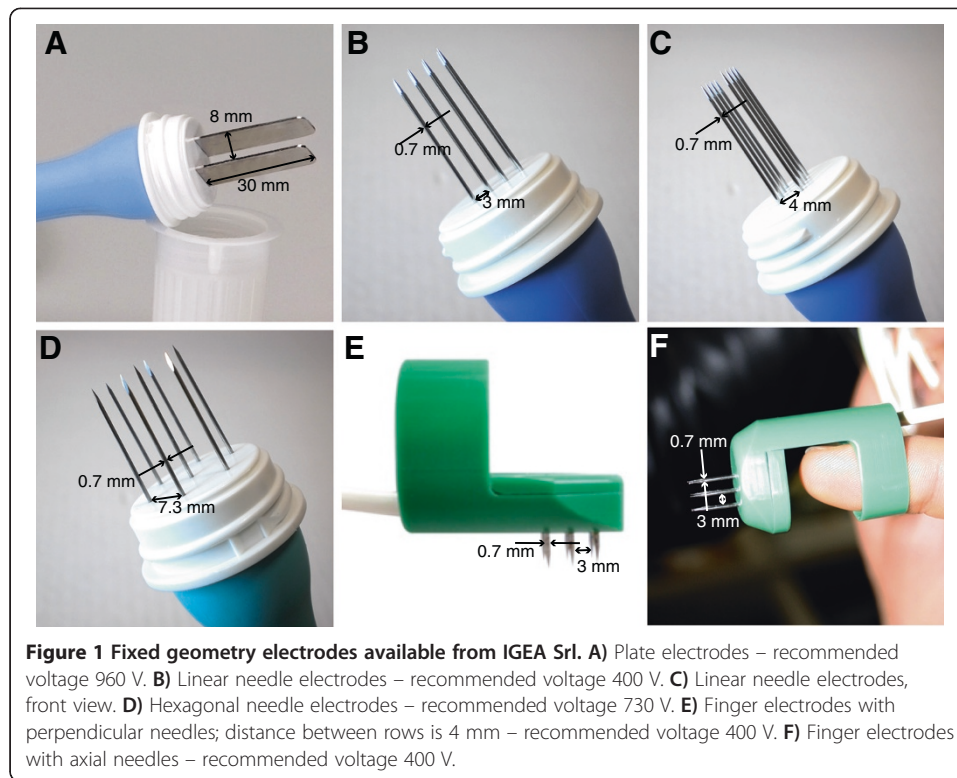 A
8 mm
30 mm
B
0.7 mm
3 mm
C
0.7 mm
4 mm
D
0.7 mm
7.3 mm
E
0.7 mm
3 mm
F
0.7 mm
3 mm
Figure 1 Fixed geometry electrodes available from IGEA Srl. A) Plate electrodes – recommended
voltage 960 V. B) Linear needle electrodes – recommended voltage 400 V. C) Linear needle electrodes,
front view. D) Hexagonal needle electrodes – recommended voltage 730 V. E) Finger electrodes with
perpendicular needles; distance between rows is 4 mm – recommended voltage 400 V. F) Finger electrodes
with axial needles – recommended voltage 400 V.